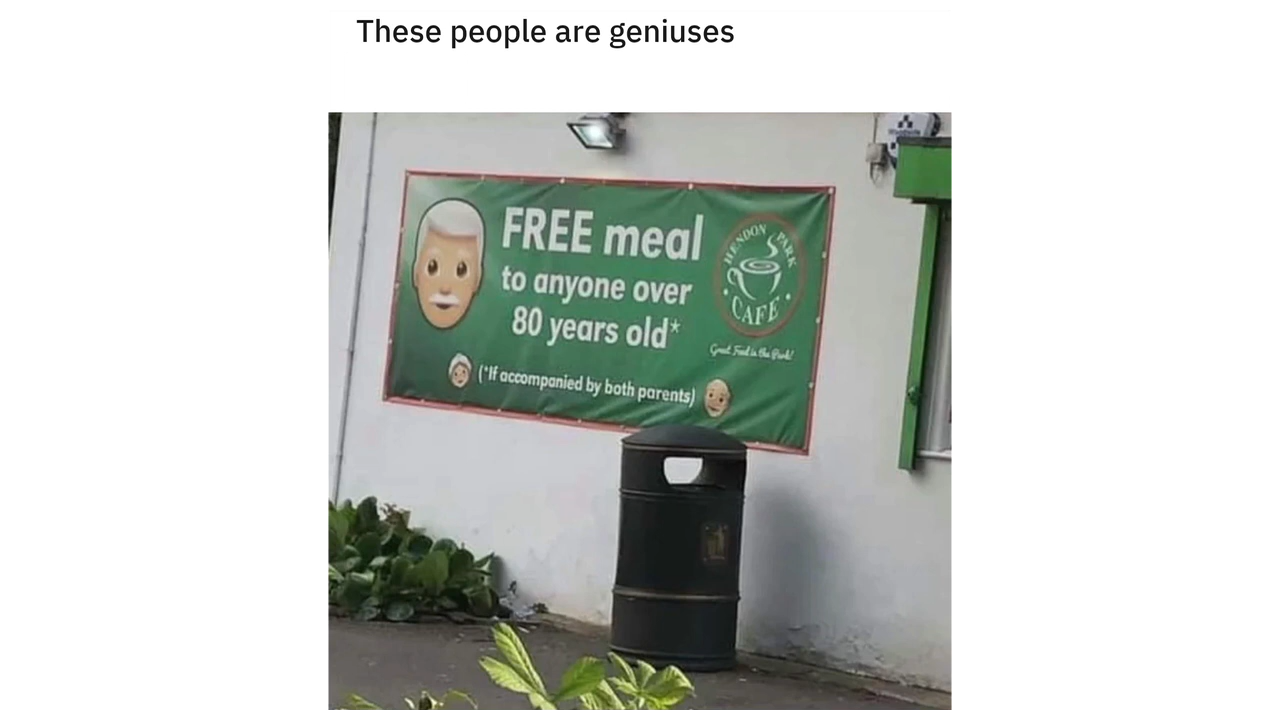 These people are geniuses
FREE meal
to anyone over
80 years old*
(*If accompanied by both parents)
HENDON PARK
CAFE
Great Food in the Park!